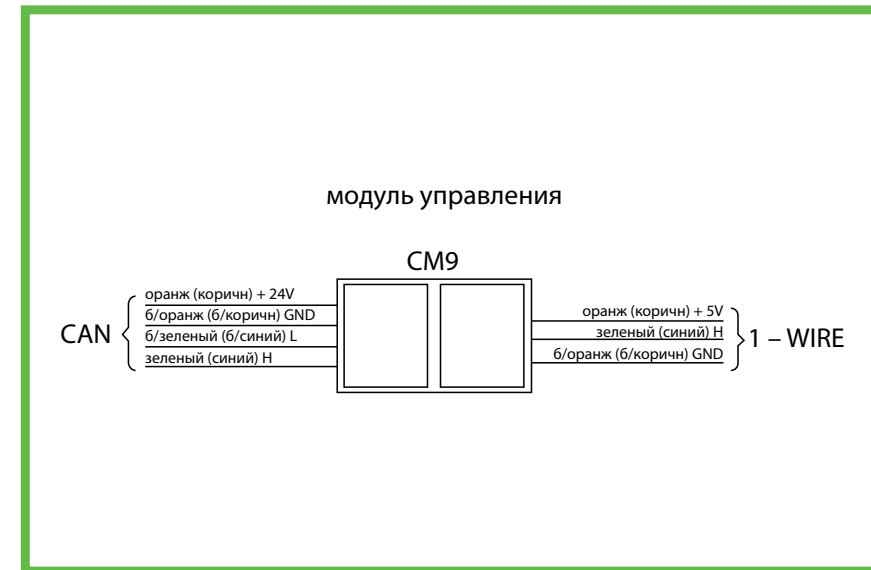 модуль управления
CM9
CAN
оранж (коричн) + 24V
б/оранж (б/коричн) GND
б/зеленый (б/синий) L
зеленый (синий) H
оранж (коричн) + 5V
зеленый (синий) H
б/оранж (б/коричн) GND
1 – WIRE